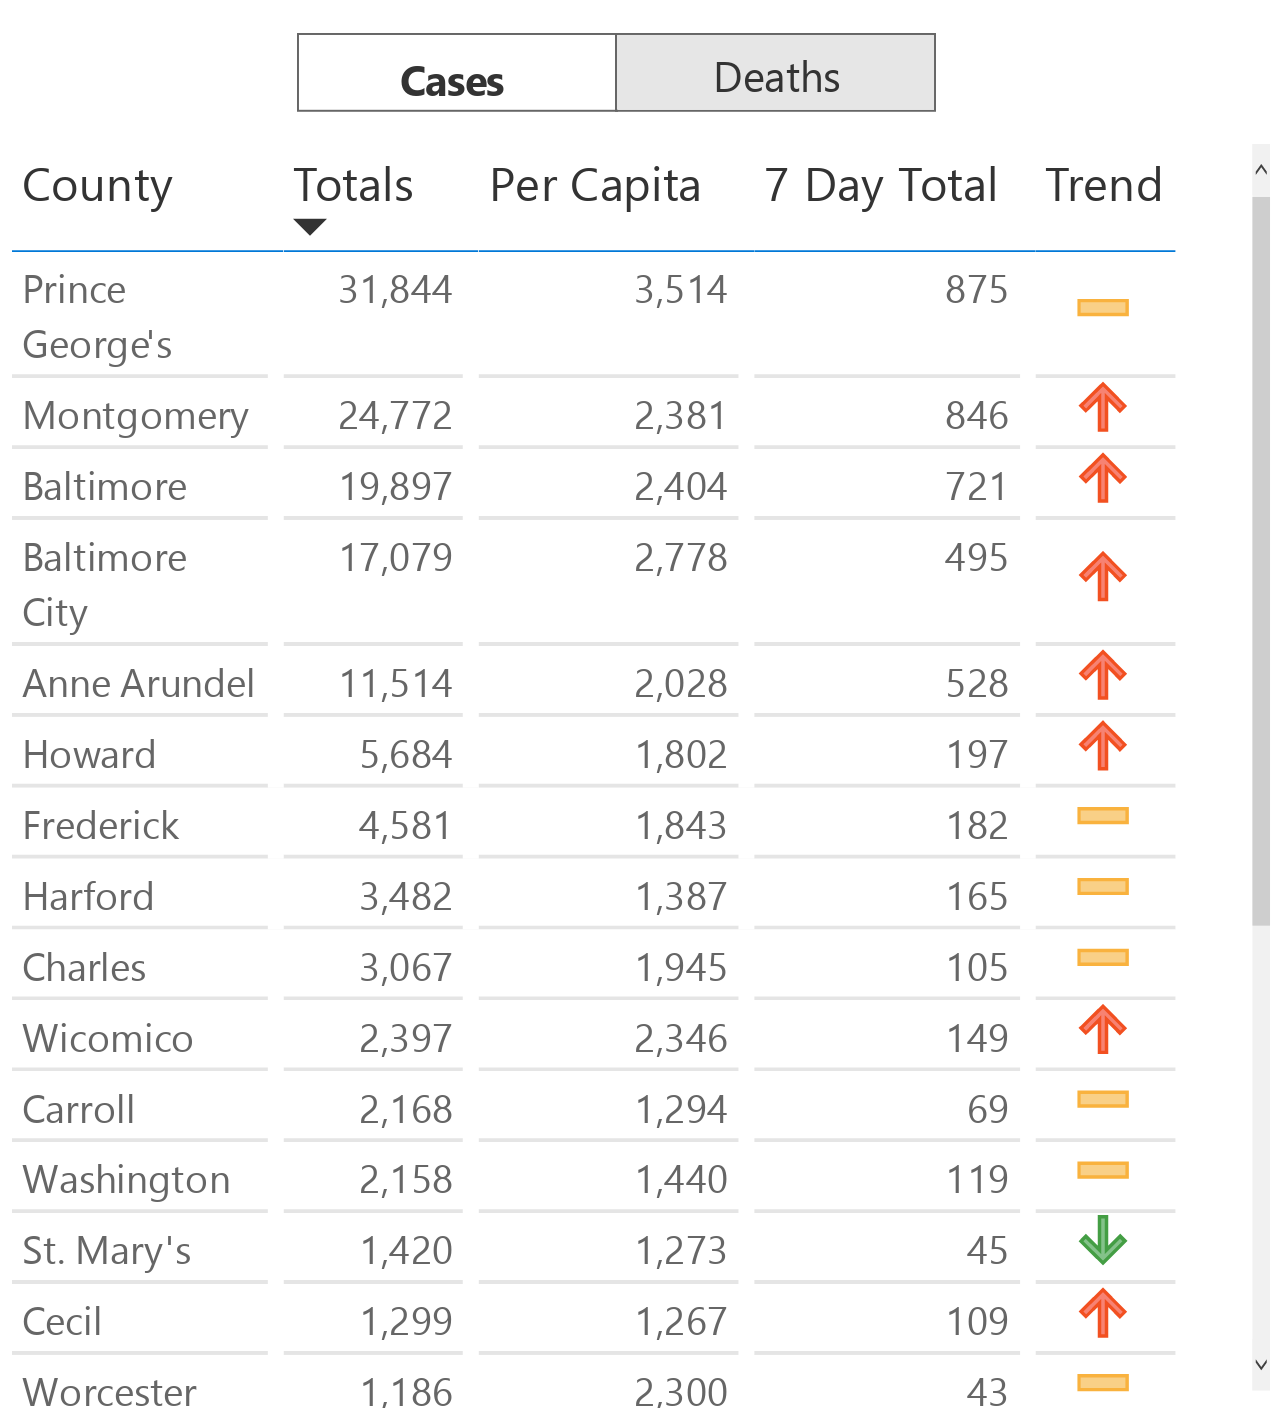 Cases Deaths
County Totals Per Capita 7 Day Total Trend
Prince 31,844 3,514 875
George's
Montgomery 24,772 2,381 846
Baltimore 19,897 2,404 721
Baltimore 17,079 2,778 495
City
Anne Arundel 11,514 2,028 528
Howard 5,684 1,802 197
Frederick 4,581 1,843 182
Harford 3,482 1,387 165
Charles 3,067 1,945 105
Wicomico 2,397 2,346 149
Carroll 2,168 1,294 69
Washington 2,158 1,440 119
St. Mary's 1,420 1,273 45
Cecil 1,299 1,267 109
Worcester 1,186 2,300 43